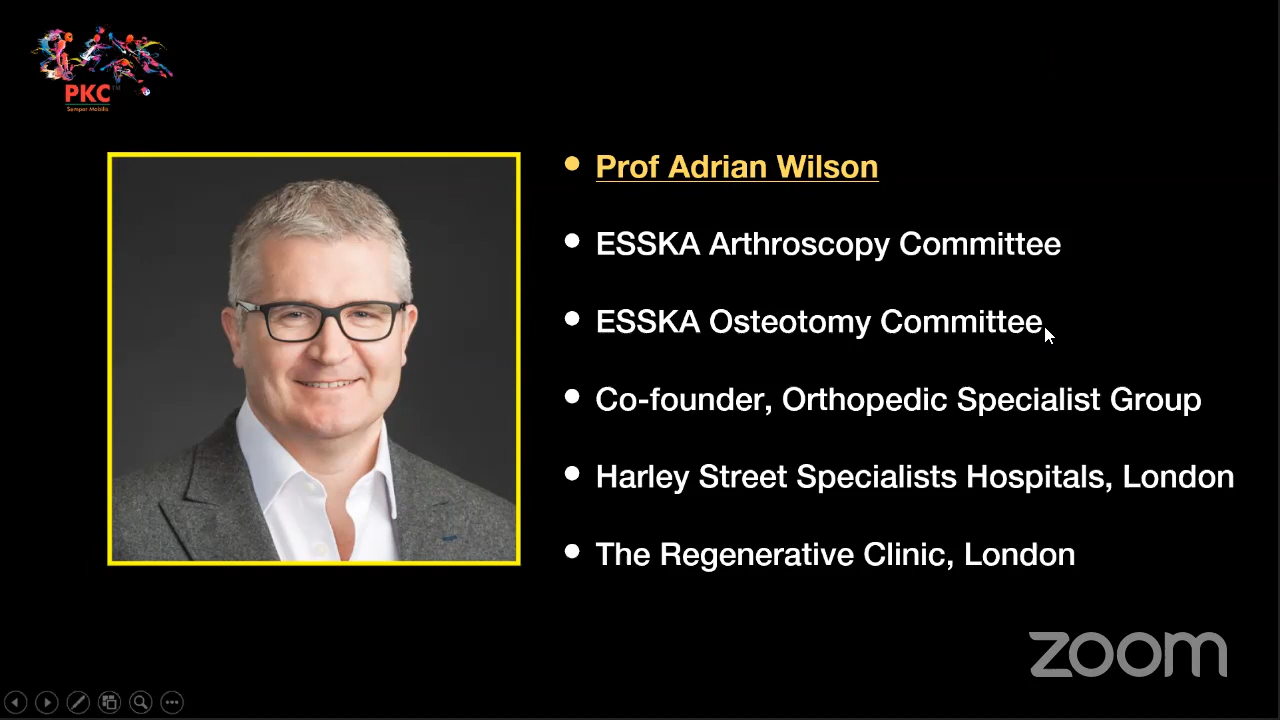 PKC
TM
Semper Mobilis
Prof Adrian Wilson
ESSKA Arthroscopy Committee
ESSKA Osteotomy Committee
Co-founder, Orthopedic Specialist Group
Harley Street Specialists Hospitals, London
The Regenerative Clinic, London
zoom